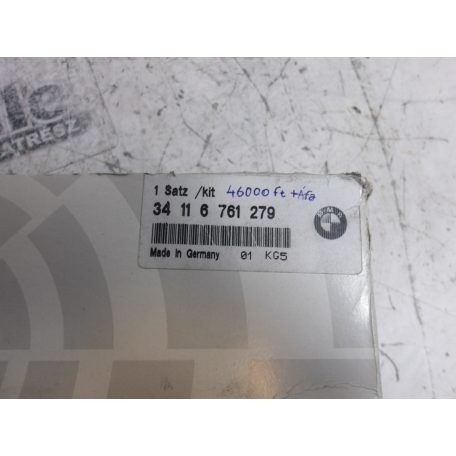 1 Satz /kit 46000 ft +Áfa
34 11 6 761 279
BMW
Made in Germany 01 KG5